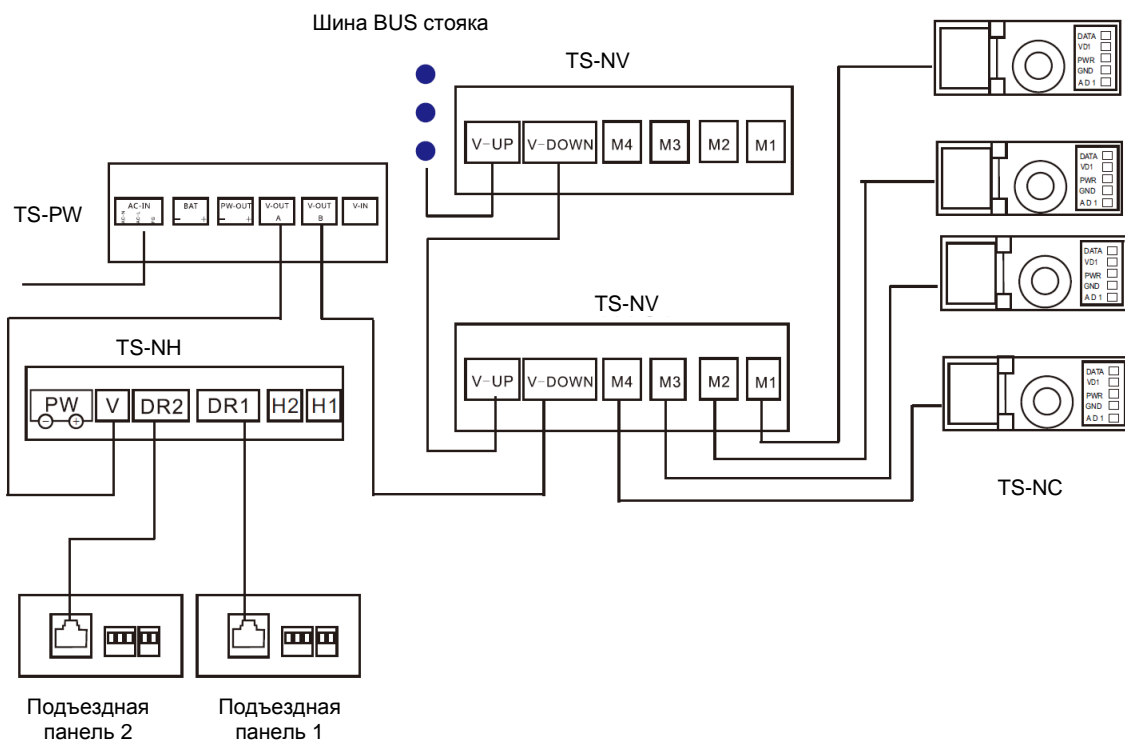 Шина BUS стояка
TS-NV
V-UP V-DOWN M4 M3 M2 M1
TS-PW
AC-IN BAT PW-OUT V-OUT V-OUT V-IN
AC-N AC-L PG − + − + A B
TS-NH
PW V DR2 DR1 H2 H1
− +
TS-NV
V-UP V-DOWN M4 M3 M2 M1
DATA
VD1
PWR
GND
AD1
DATA
VD1
PWR
GND
AD1
DATA
VD1
PWR
GND
AD1
DATA
VD1
PWR
GND
AD1
TS-NC
Подъездная
панель 2
Подъездная
панель 1